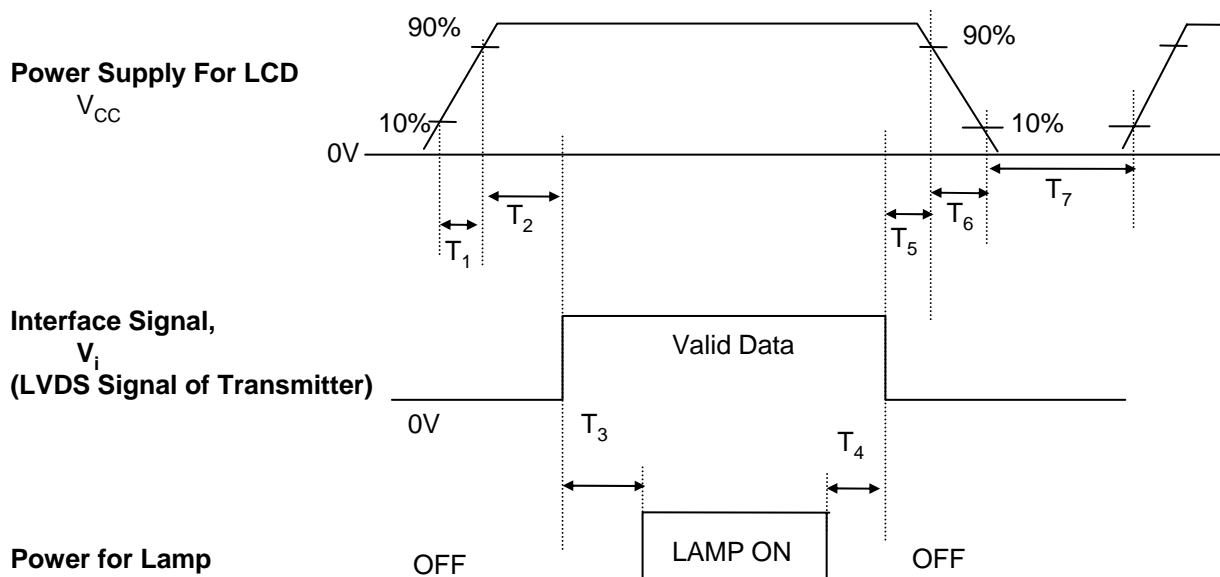 90%
90%
Power Supply For LCD
VCC
10%
10%
0V
T1
T2
T5
T6
T7
Interface Signal,
Vi
(LVDS Signal of Transmitter)
Valid Data
0V
T3
T4
Power for Lamp
OFF
LAMP ON
OFF